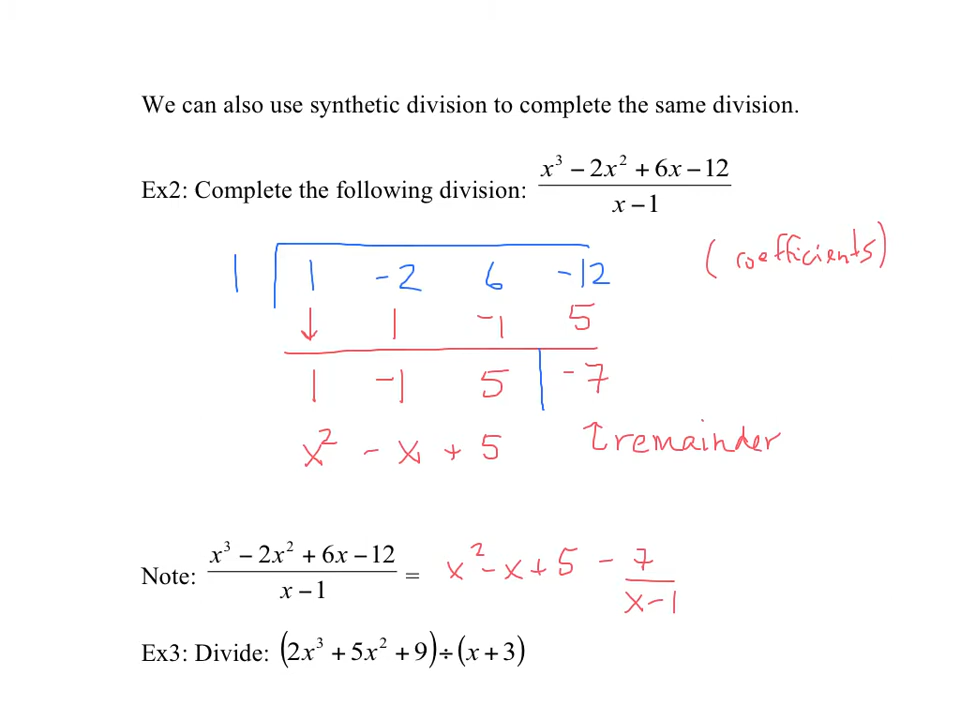 We can also use synthetic division to complete the same division.
Ex2: Complete the following division: (x³ − 2x² + 6x − 12)/(x − 1)
(coefficients)
1 | 1 -2 6 -12
↓ 1 -1 5
1 -1 5 | -7
x² - x + 5 ↑ remainder
Note: (x³ − 2x² + 6x − 12)/(x − 1) = x² - x + 5 - 7/(x - 1)
Ex3: Divide: (2x³ + 5x² + 9) ÷ (x + 3)